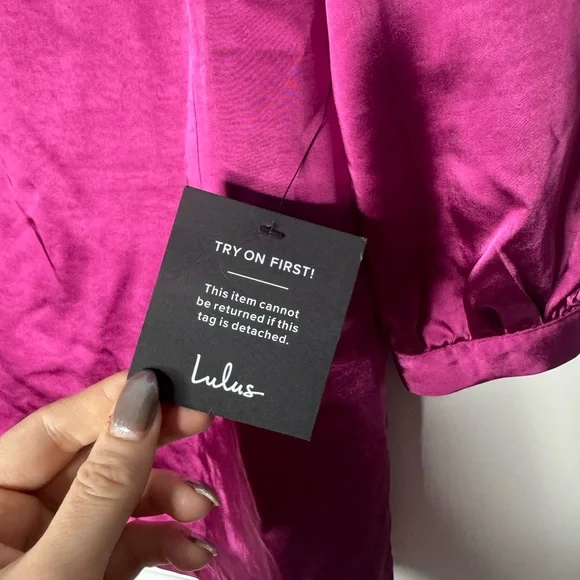 TRY ON FIRST!
This item cannot
be returned if this
tag is detached.
Lulus